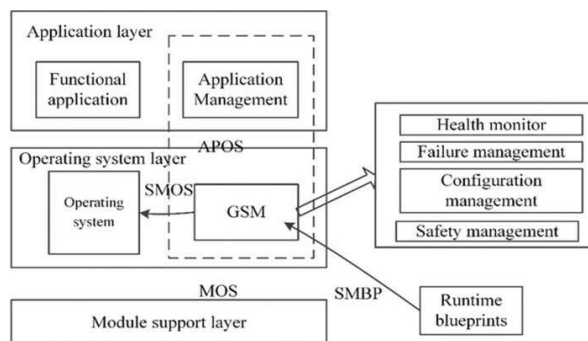 Application layer
Functional
application
Application
Management
APOS
Operating system layer
SMOS
Operating
system
GSM
Health monitor
Failure management
Configuration
management
Safety management
MOS
SMBP
Runtime
blueprints
Module support layer